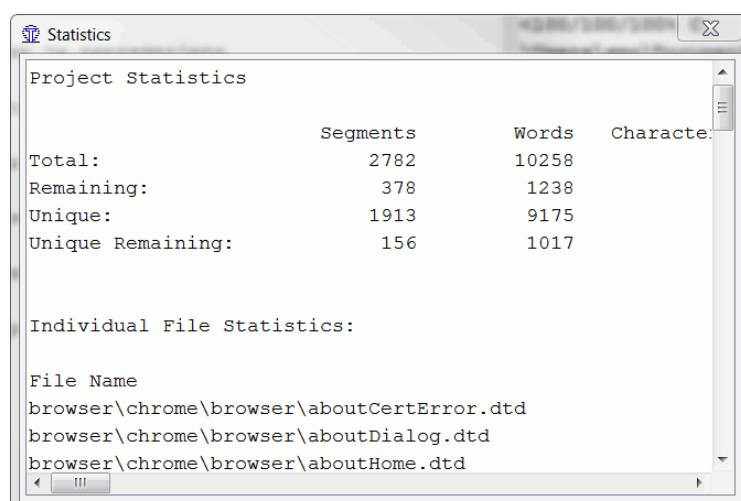 Statistics
Project Statistics
Segments Words Character
Total: 2782 10258
Remaining: 378 1238
Unique: 1913 9175
Unique Remaining: 156 1017
Individual File Statistics:
File Name
browser\chrome\browser\aboutCertError.dtd
browser\chrome\browser\aboutDialog.dtd
browser\chrome\browser\aboutHome.dtd